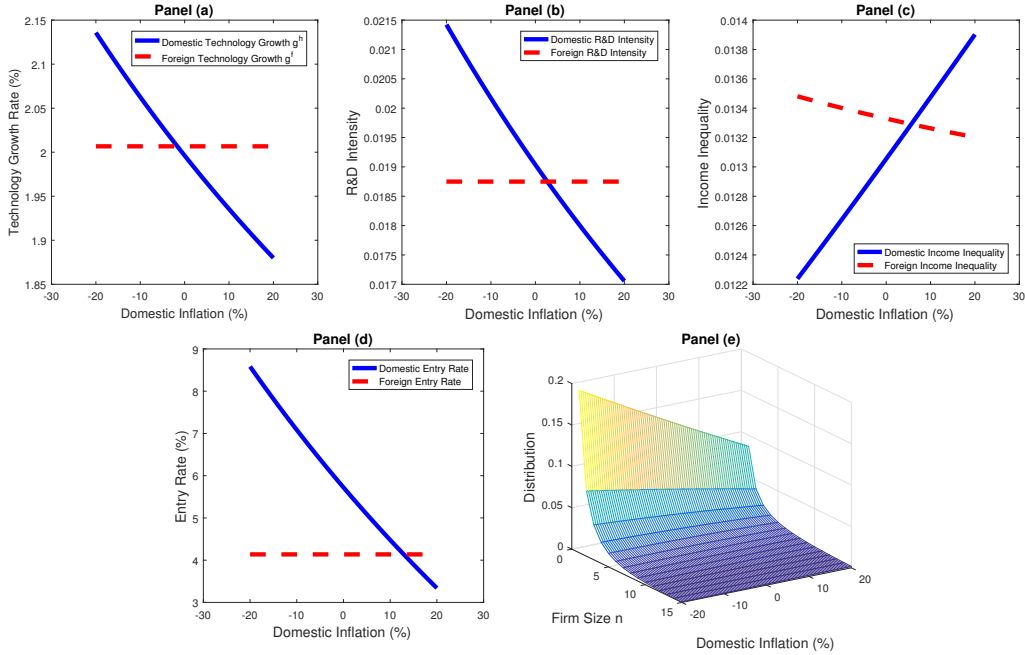 Panel (a)
2.15
2.1
2.05
2
1.95
1.9
1.85
Technology Growth Rate (%)
Domestic Technology Growth g^h
Foreign Technology Growth g^f
-30 -20 -10 0 10 20 30
Domestic Inflation (%)
Panel (b)
0.0215
0.021
0.0205
0.02
0.0195
0.019
0.0185
0.018
0.0175
0.017
R&D Intensity
Domestic R&D Intensity
Foreign R&D Intensity
-30 -20 -10 0 10 20 30
Domestic Inflation (%)
Panel (c)
0.014
0.0138
0.0136
0.0134
0.0132
0.013
0.0128
0.0126
0.0124
0.0122
Income Inequality
Domestic Income Inequality
Foreign Income Inequality
-30 -20 -10 0 10 20 30
Domestic Inflation (%)
Panel (d)
9
8
7
6
5
4
3
Entry Rate (%)
Domestic Entry Rate
Foreign Entry Rate
-30 -20 -10 0 10 20 30
Domestic Inflation (%)
Panel (e)
0.2
0.15
0.1
0.05
0
Distribution
0
5
10
15
Firm Size n
-20
-10
0
10
20
Domestic Inflation (%)